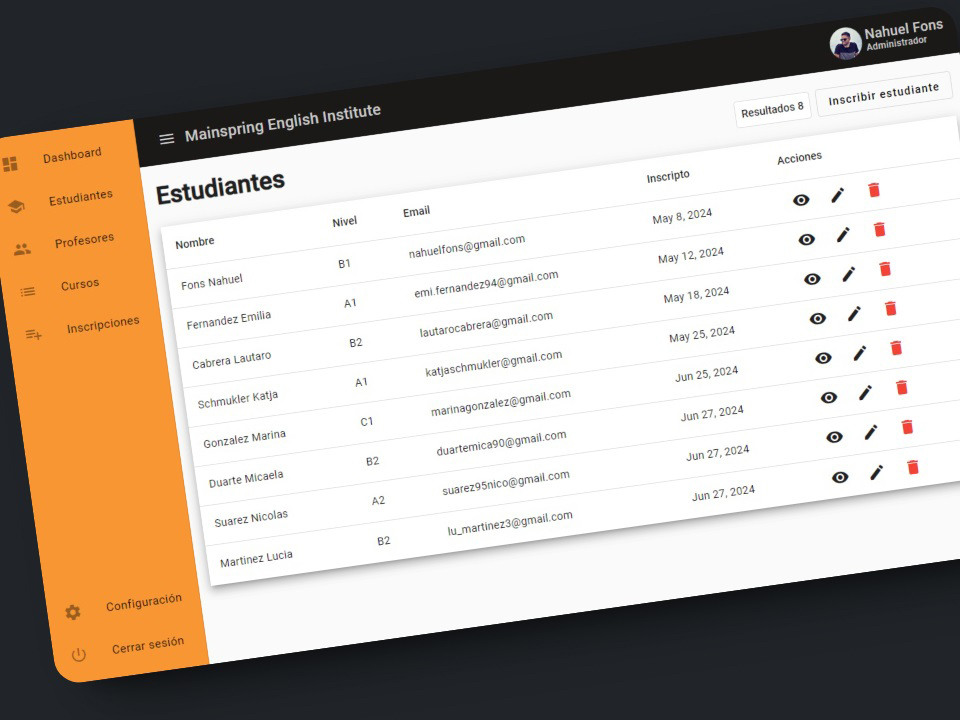 Nahuel Fons
Administrador
Mainspring English Institute
Dashboard
Estudiantes
Profesores
Cursos
Inscripciones
Configuración
Cerrar sesión
Estudiantes
Resultados 8
Inscribir estudiante
Nombre Nivel Email Inscripto Acciones
Fons Nahuel B1 nahuelfons@gmail.com May 8, 2024
Fernandez Emilia A1 emi.fernandez94@gmail.com May 12, 2024
Cabrera Lautaro B2 lautarocabrera@gmail.com May 18, 2024
Schmukler Katja A1 katjaschmukler@gmail.com May 25, 2024
Gonzalez Marina C1 marinagonzalez@gmail.com Jun 25, 2024
Duarte Micaela B2 duartemica90@gmail.com Jun 27, 2024
Suarez Nicolas A2 suarez95nico@gmail.com Jun 27, 2024
Martinez Lucia B2 lu_martinez3@gmail.com Jun 27, 2024